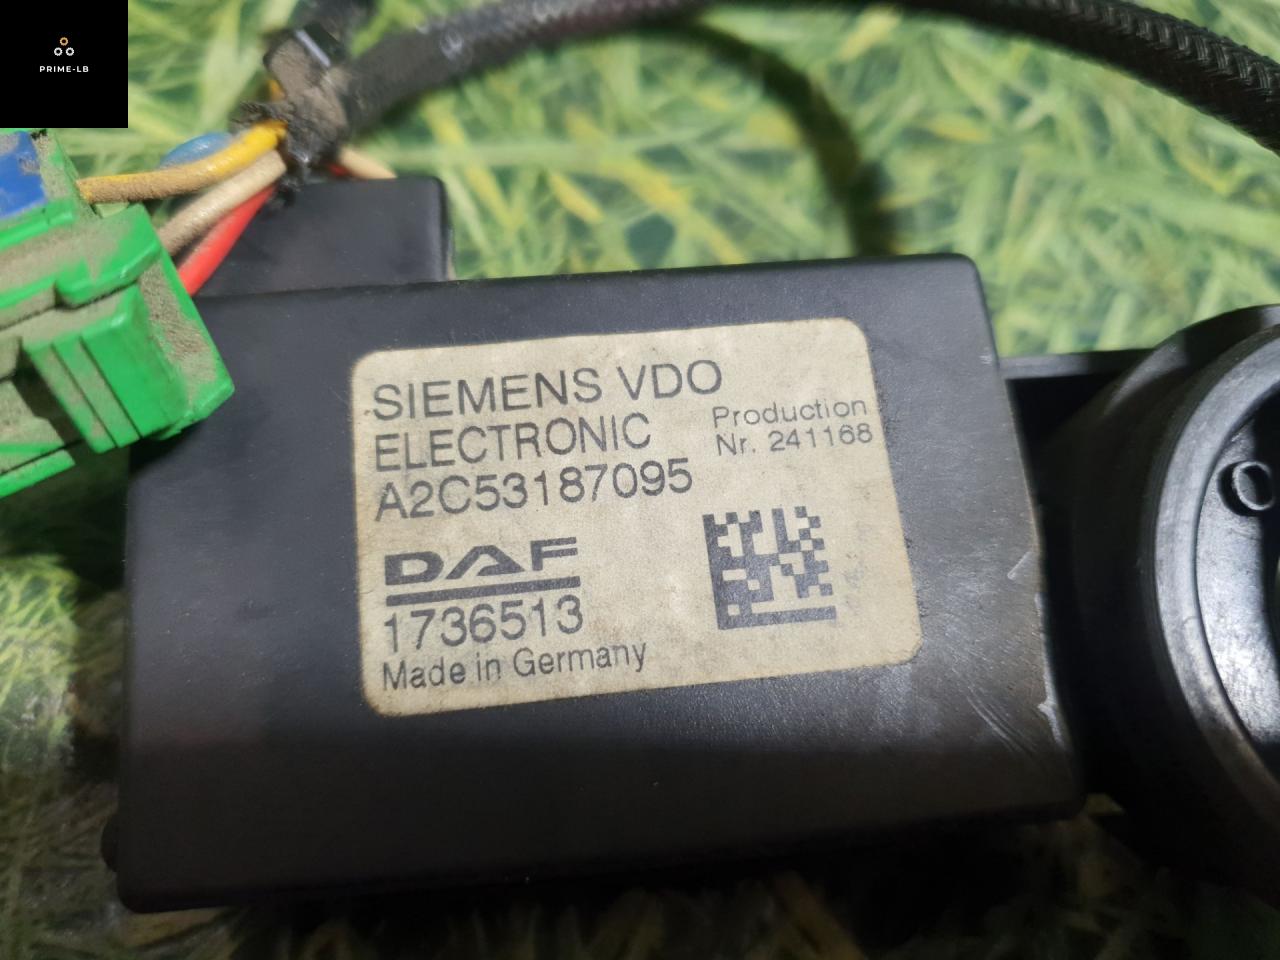 PRIME-LB
SIEMENS VDO
ELECTRONIC
A2C53187095
Production
Nr. 241168
DAF
1736513
Made in Germany